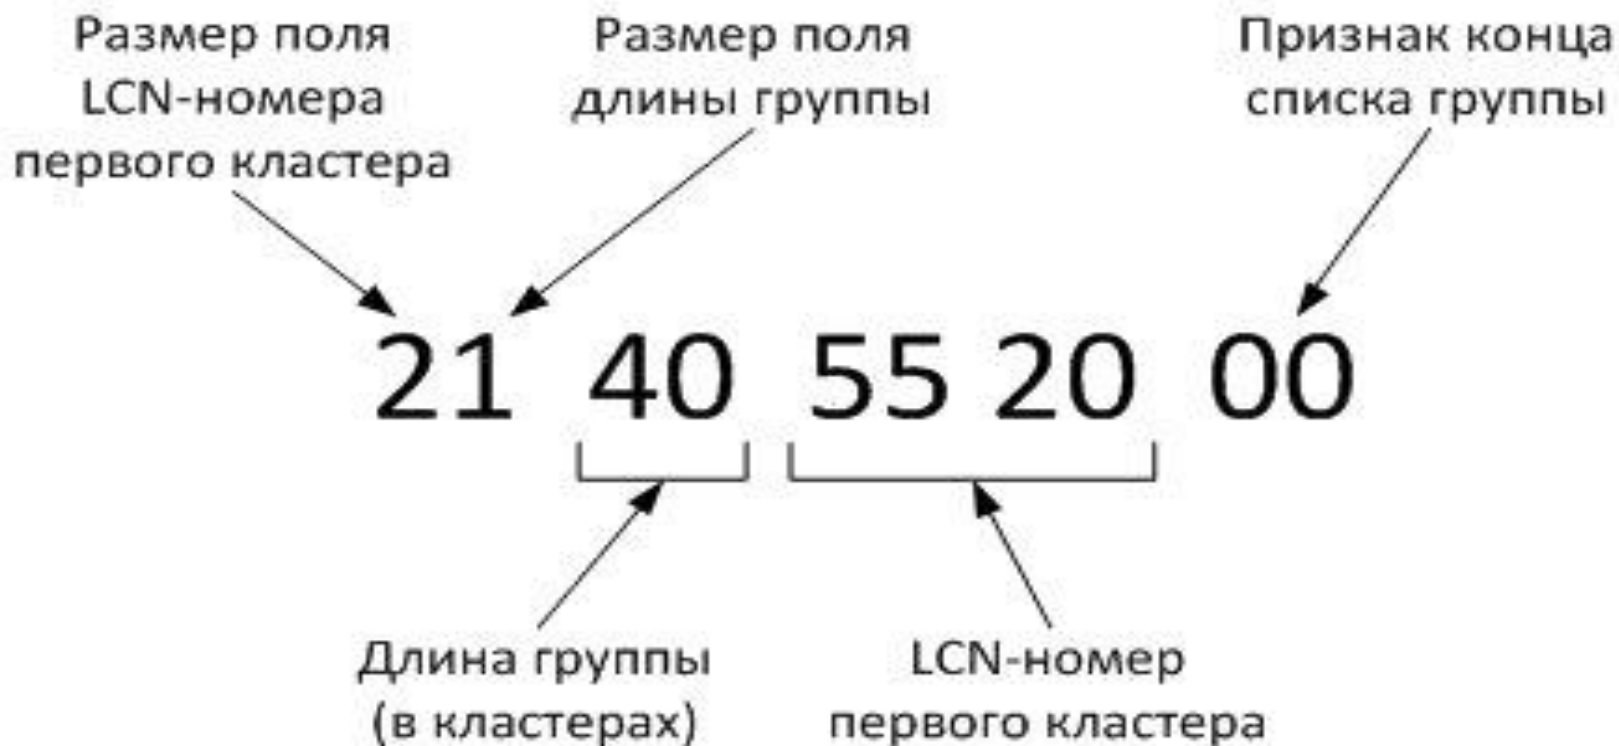 Размер поля
LCN-номера
первого кластера
Размер поля
длины группы
Признак конца
списка группы
21 40 55 20 00
Длина группы
(в кластерах)
LCN-номер
первого кластера